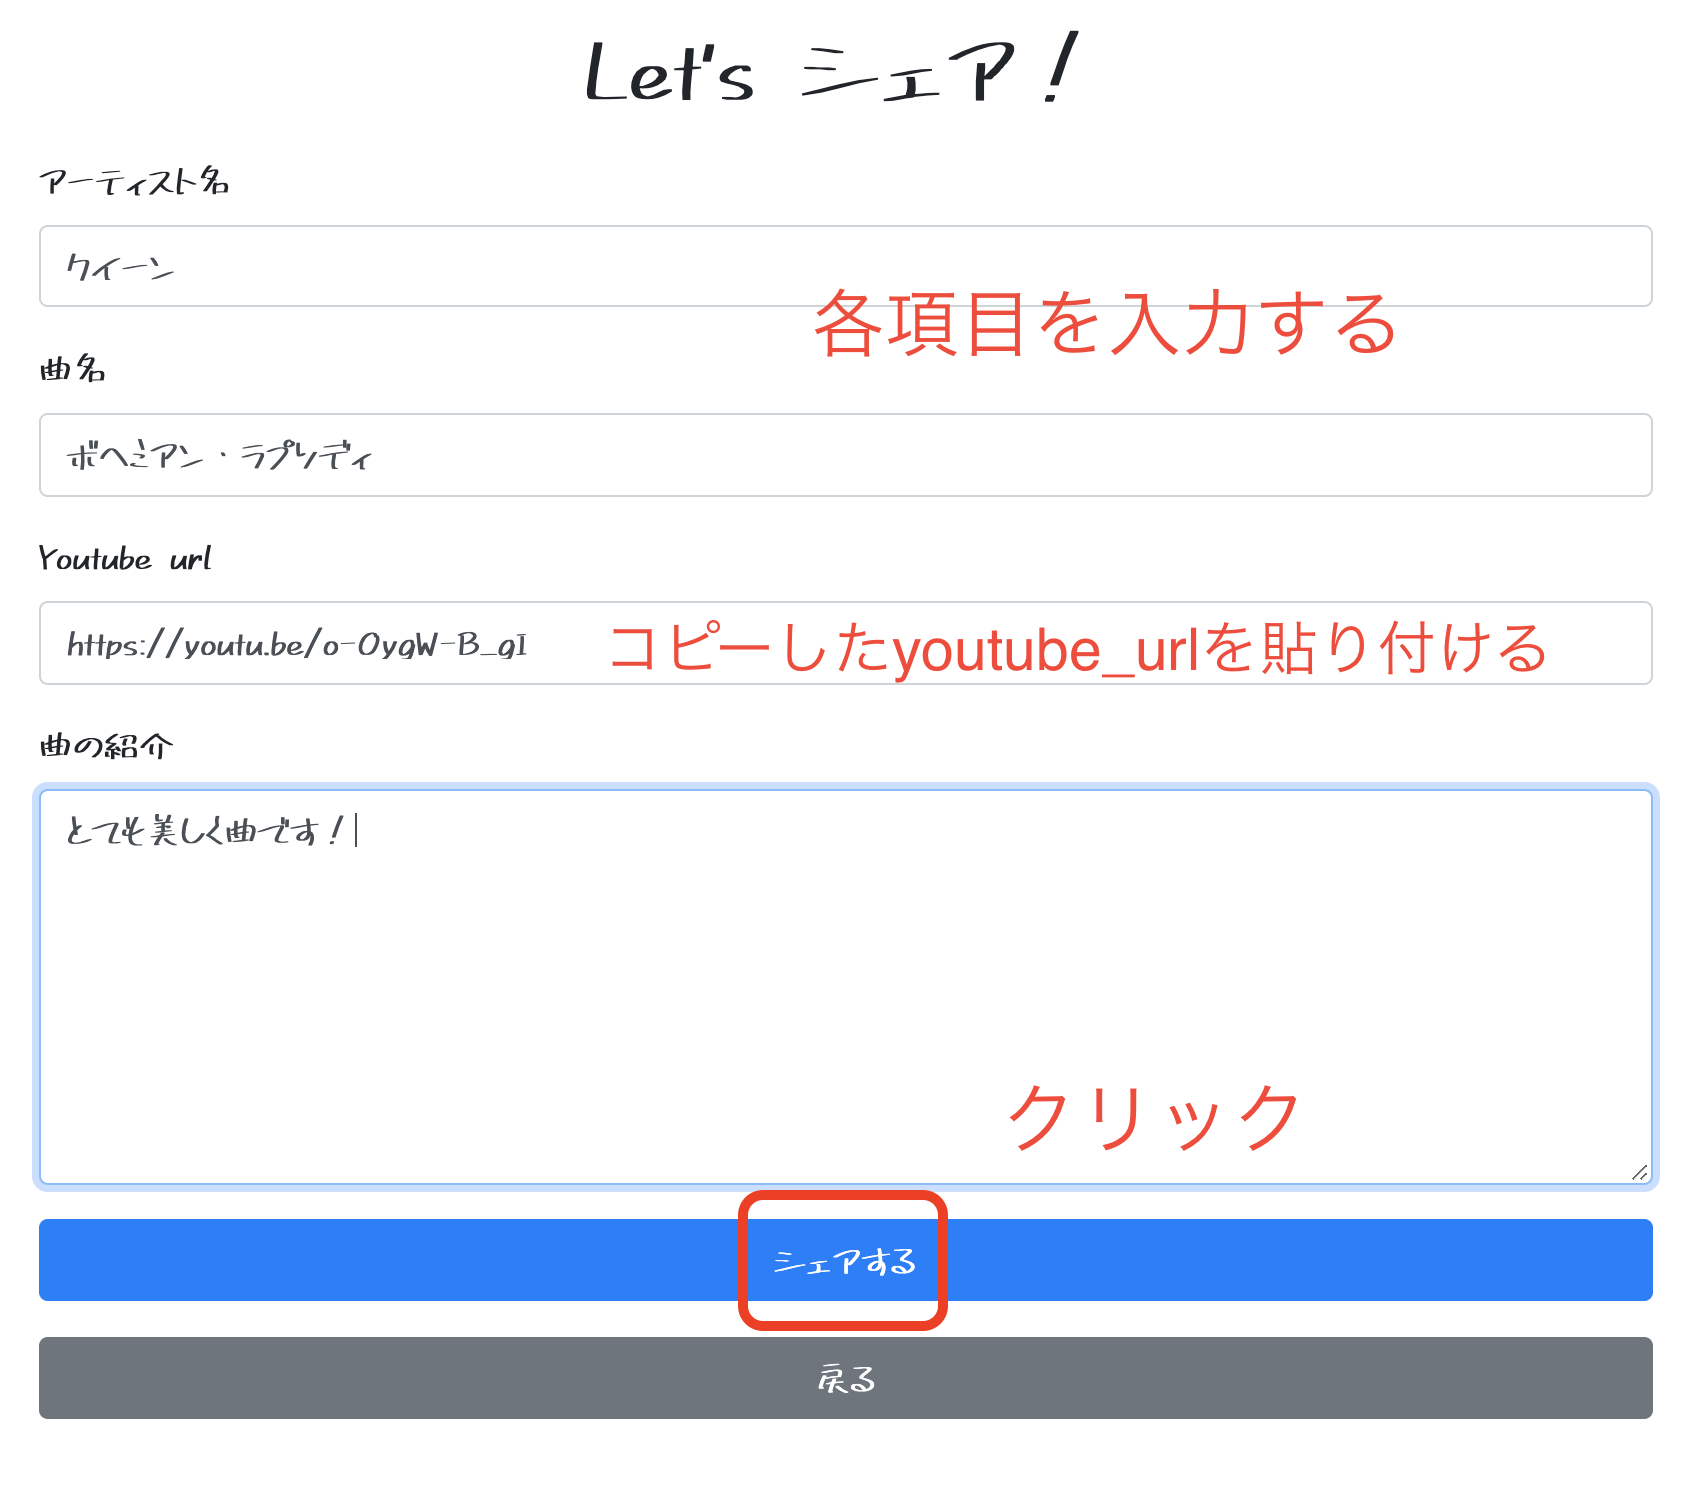 Let's シェア！
アーティスト名
クイーン
各項目を入力する
曲名
ボヘミアン・ラプソディ
Youtube url
https://youtu.be/o-OygW-B_gI
コピーしたyoutube_urlを貼り付ける
曲の紹介
とても美しく曲です！
クリック
シェアする
戻る